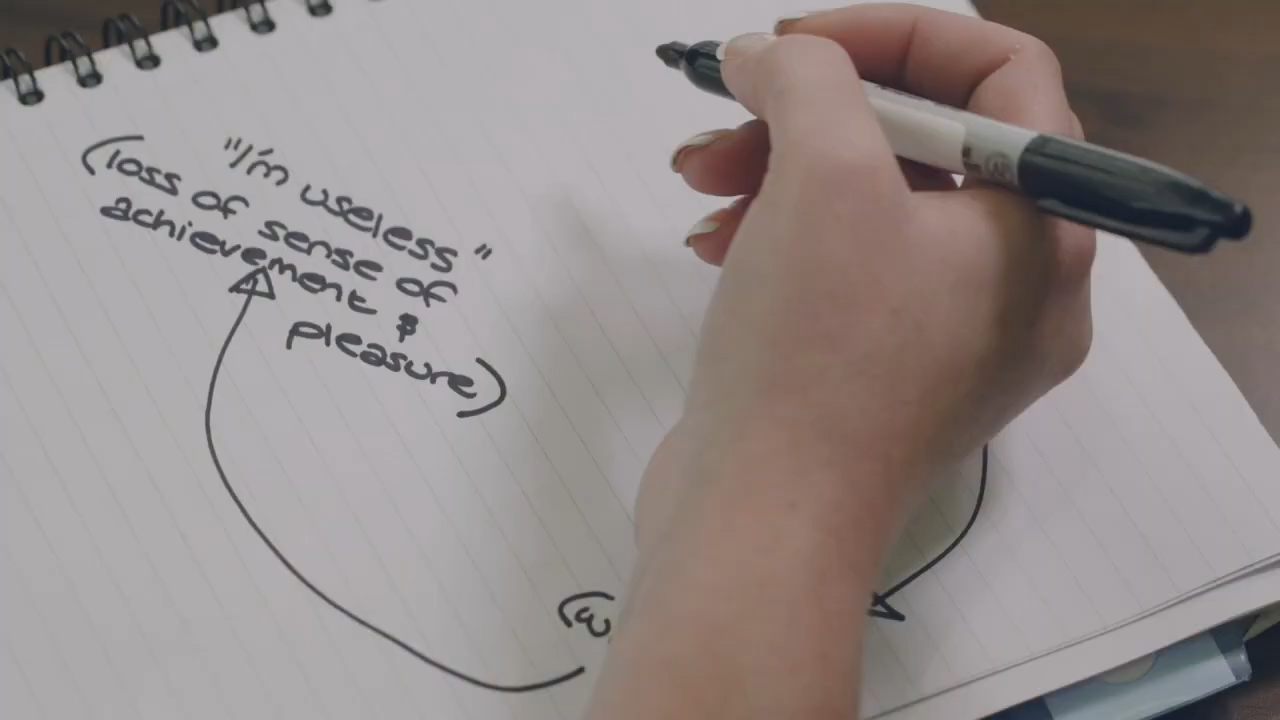 "I'm useless"
(loss of sense of
achievement &
pleasure)